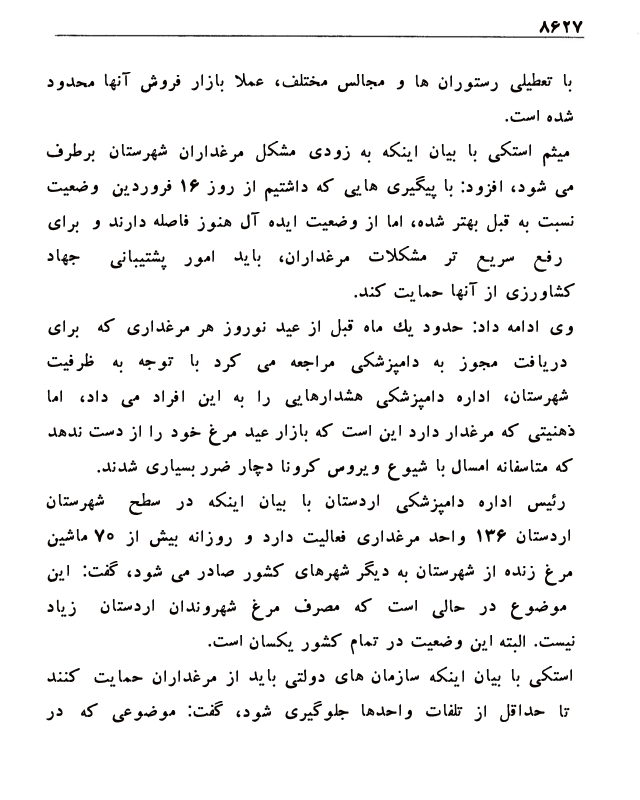 ۸۶۲۷
با تعطیلی رستوران ها و مجالس مختلف، عملا بازار فروش آنها محدود
شده است.
میثم استکی با بیان اینکه به زودی مشکل مرغداران شهرستان برطرف
می شود، افزود: با پیگیری هایی که داشتیم از روز ۱۶ فروردین وضعیت
نسبت به قبل بهتر شده، اما از وضعیت ایده آل هنوز فاصله دارند و برای
رفع سریع تر مشکلات مرغداران، باید امور پشتیبانی جهاد
کشاورزی از آنها حمایت کند.
وی ادامه داد: حدود یك ماه قبل از عید نوروز هر مرغداری که برای
دریافت مجوز به دامپزشکی مراجعه می کرد با توجه به ظرفیت
شهرستان، اداره دامپزشکی هشدارهایی را به این افراد می داد، اما
ذهنیتی که مرغدار دارد این است که بازار عید مرغ خود را از دست ندهد
که متاسفانه امسال با شیوع ویروس کرونا دچار ضرر بسیاری شدند.
رئیس اداره دامپزشکی اردستان با بیان اینکه در سطح شهرستان
اردستان ۱۳۶ واحد مرغداری فعالیت دارد و روزانه بیش از ۷۰ ماشین
مرغ زنده از شهرستان به دیگر شهرهای کشور صادر می شود، گفت: این
موضوع در حالی است که مصرف مرغ شهروندان اردستان زیاد
نیست. البته این وضعیت در تمام کشور یکسان است.
استکی با بیان اینکه سازمان های دولتی باید از مرغداران حمایت کنند
تا حداقل از تلفات واحدها جلوگیری شود، گفت: موضوعی که در